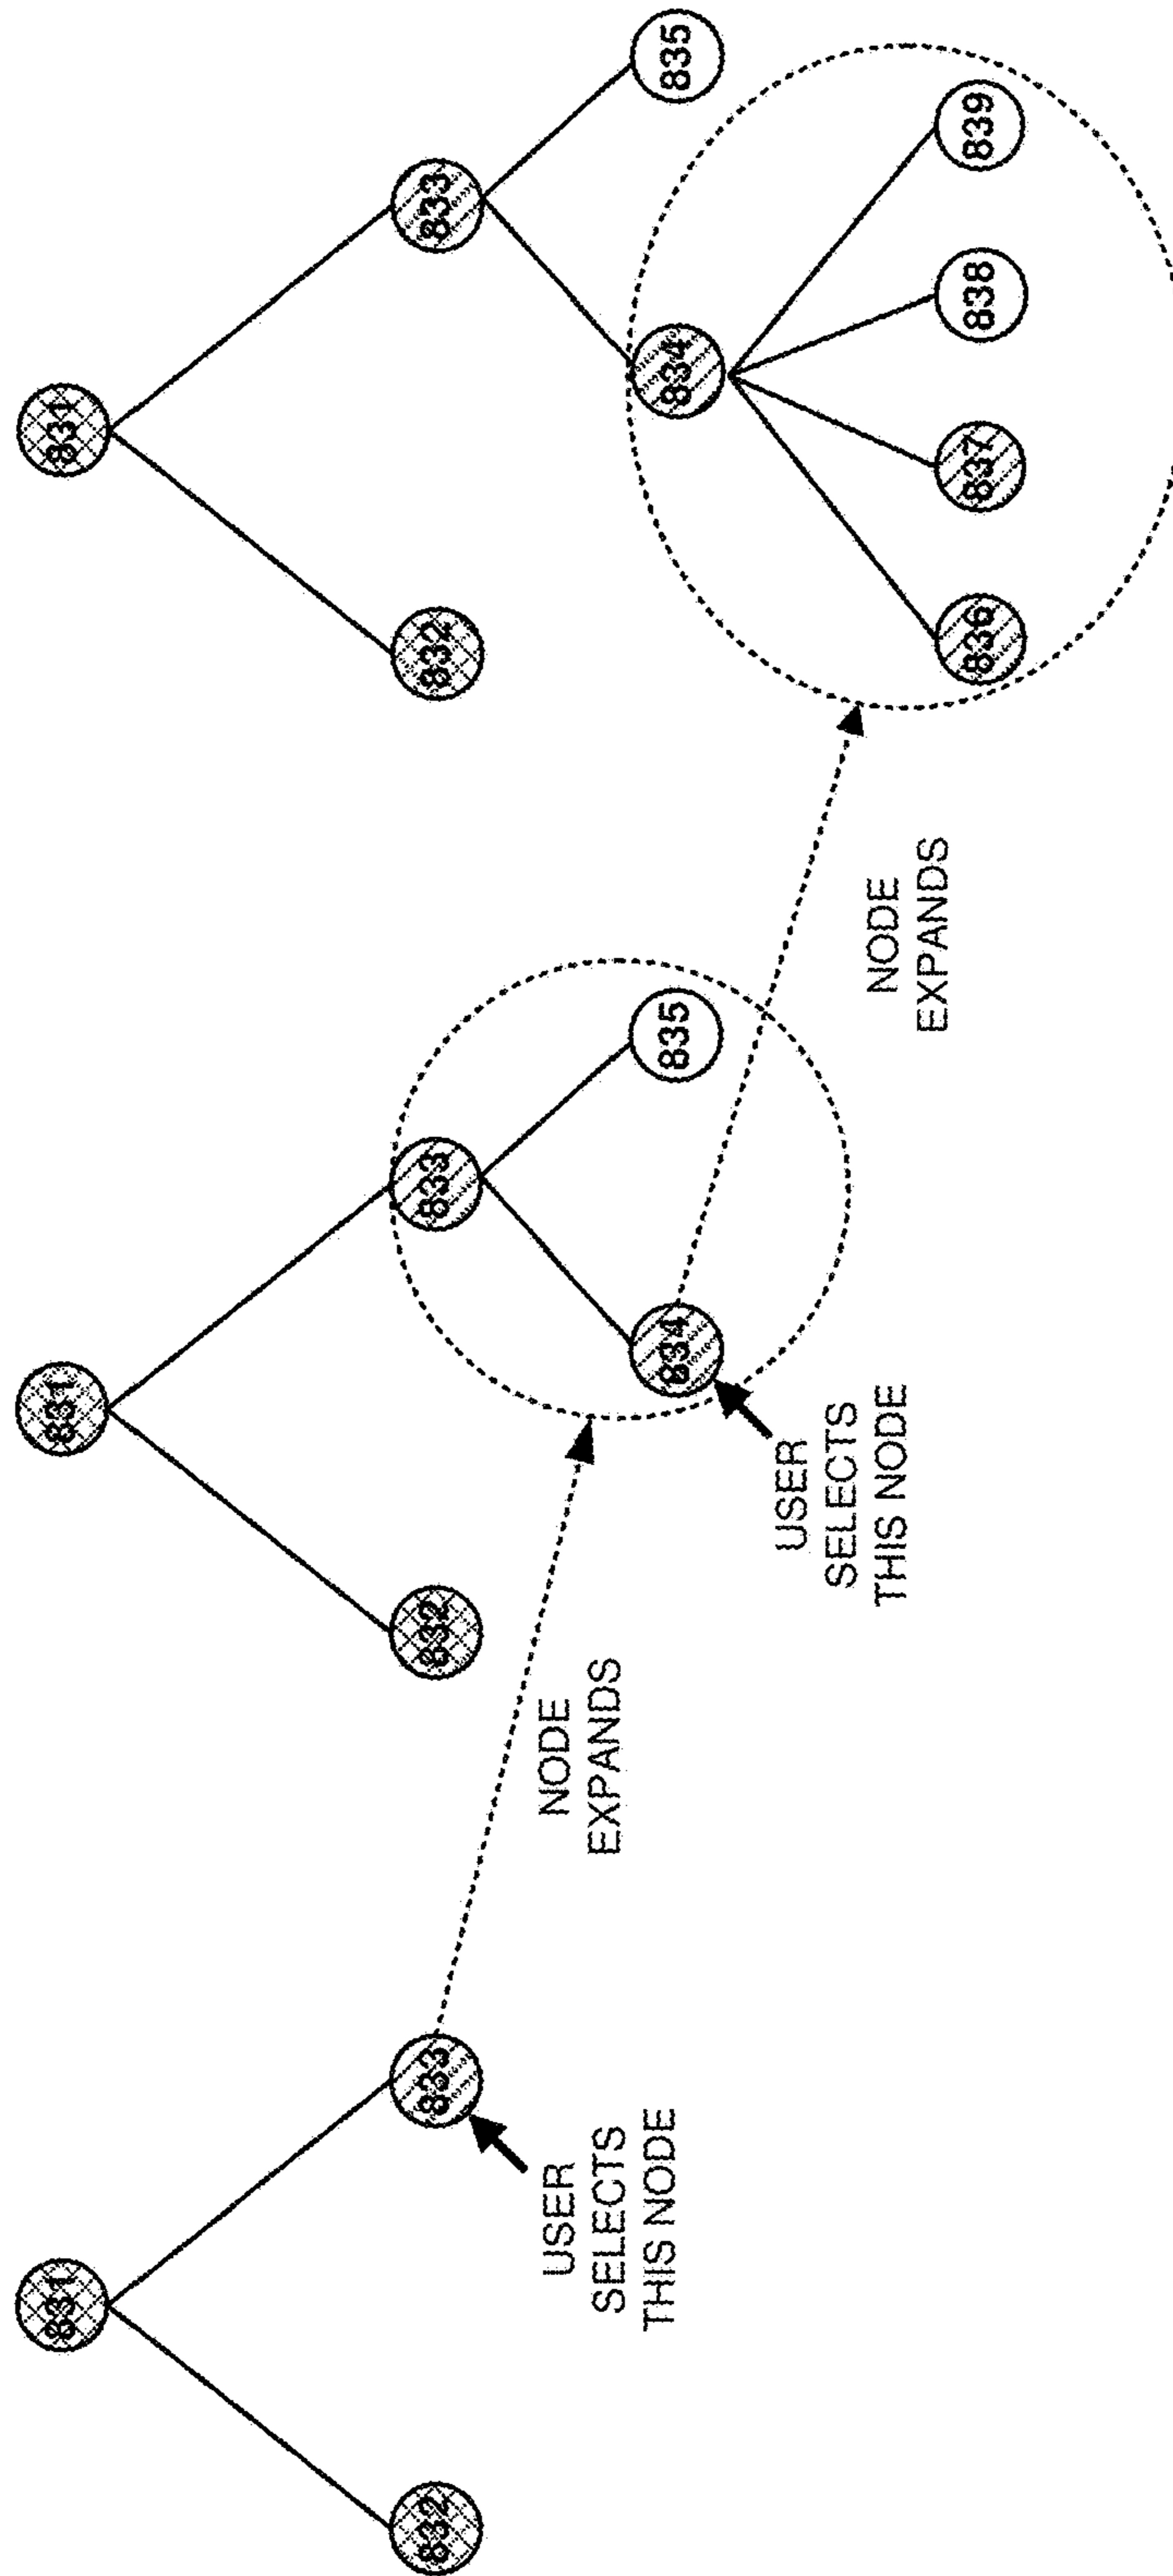 831
832
833
USER
SELECTS
THIS NODE
NODE
EXPANDS
831
832
833
834
835
USER
SELECTS
THIS NODE
NODE
EXPANDS
831
832
833
834
835
836
837
838
839